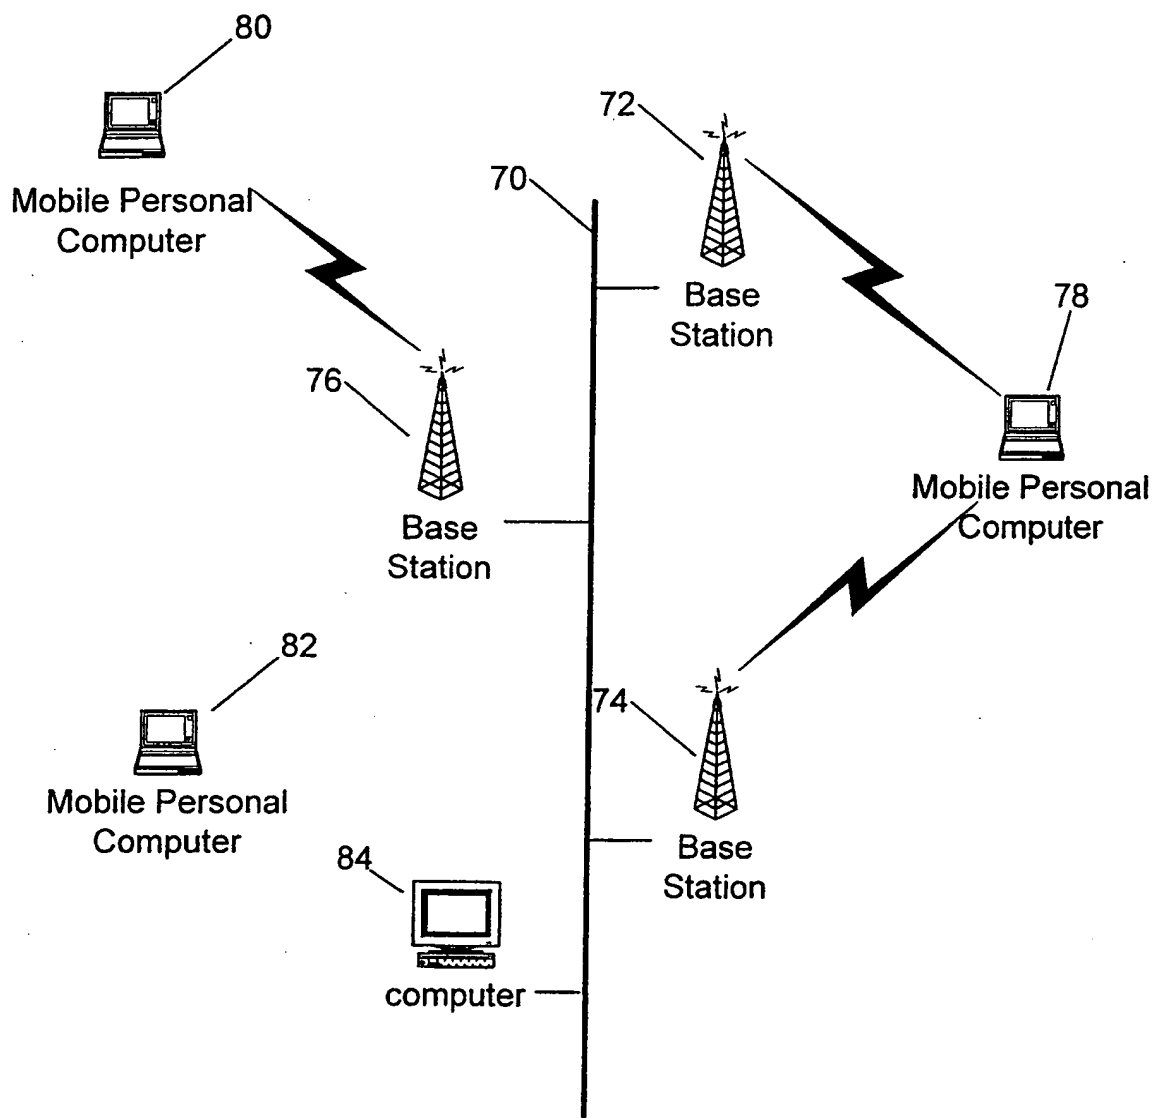 80
Mobile Personal
Computer
72
70
Base
Station
78
Mobile Personal
Computer
76
Base
Station
82
Mobile Personal
Computer
74
Base
Station
84
computer